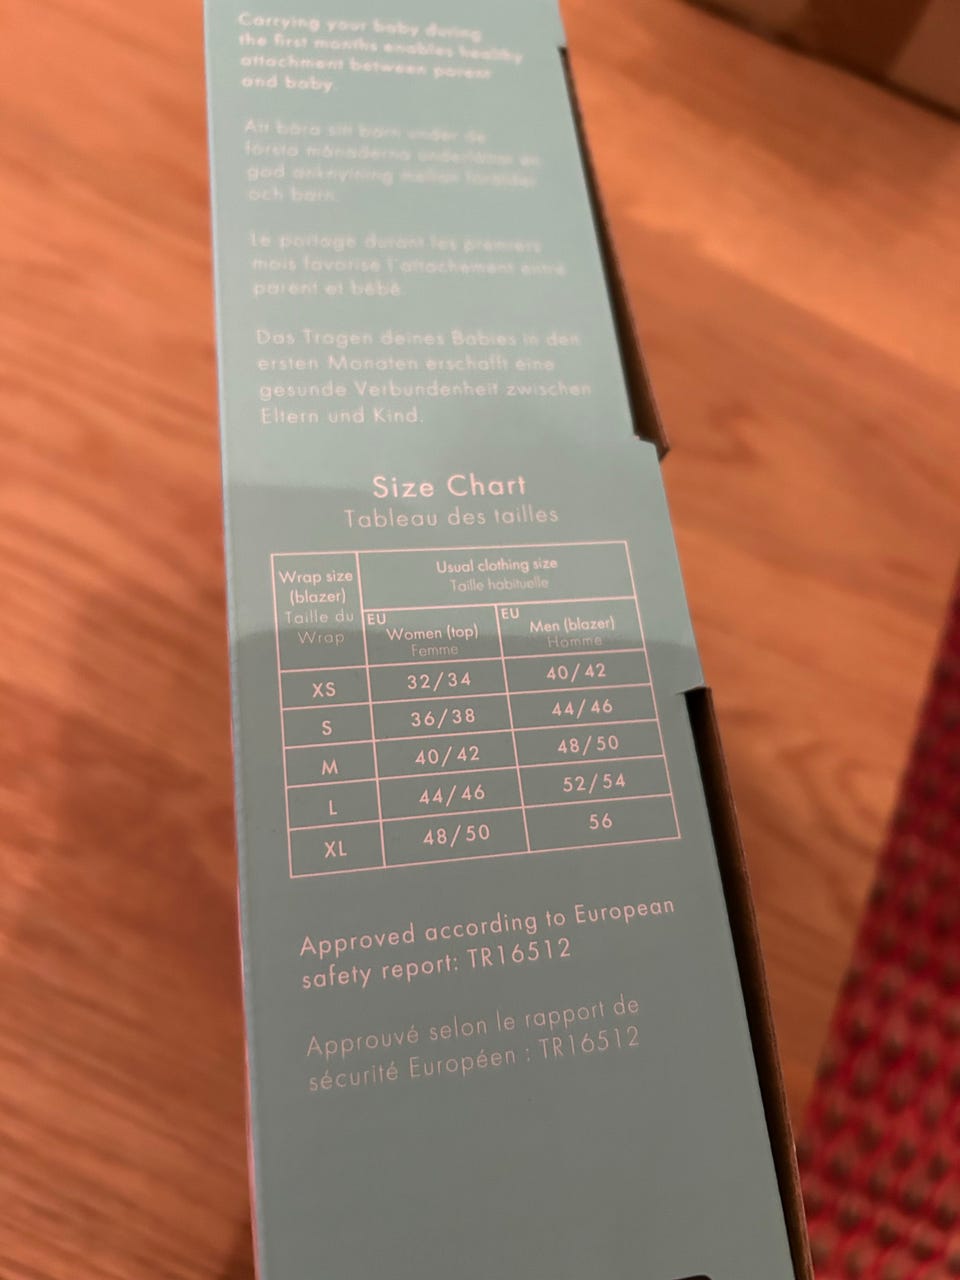 Carrying your baby during
the first months enables healthy
attachment between parent
and baby.
Att bära sitt barn under de
första månaderna underlättar en
god anknytning mellan förälder
och barn.
Le portage durant les premiers
mois favorise l'attachement entre
parent et bébé.
Das Tragen deines Babies in den
ersten Monaten erschafft eine
gesunde Verbundenheit zwischen
Eltern und Kind.
Size Chart
Tableau des tailles
Wrap size
(blazer)
Taille du
Wrap
Usual clothing size
Taille habituelle
EU
Women (top)
Femme
EU
Men (blazer)
Homme
XS 32/34 40/42
S 36/38 44/46
M 40/42 48/50
L 44/46 52/54
XL 48/50 56
Approved according to European
safety report: TR16512
Approuvé selon le rapport de
sécurité Européen : TR16512